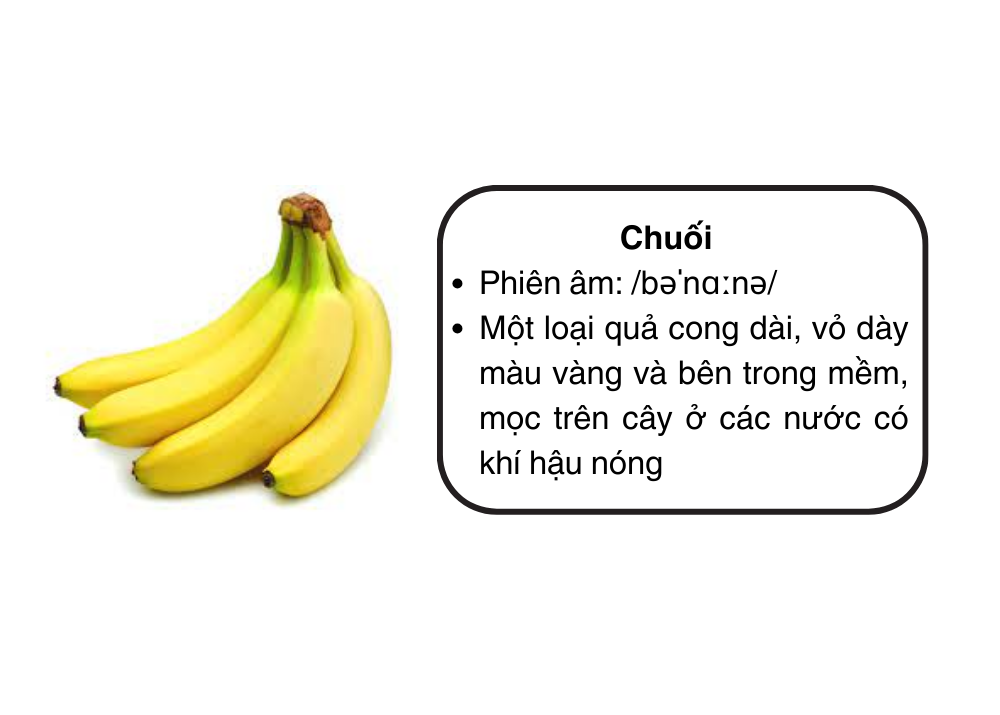 Chuối
• Phiên âm: /bəˈnɑːnə/
• Một loại quả cong dài, vỏ dày
màu vàng và bên trong mềm,
mọc trên cây ở các nước có
khí hậu nóng